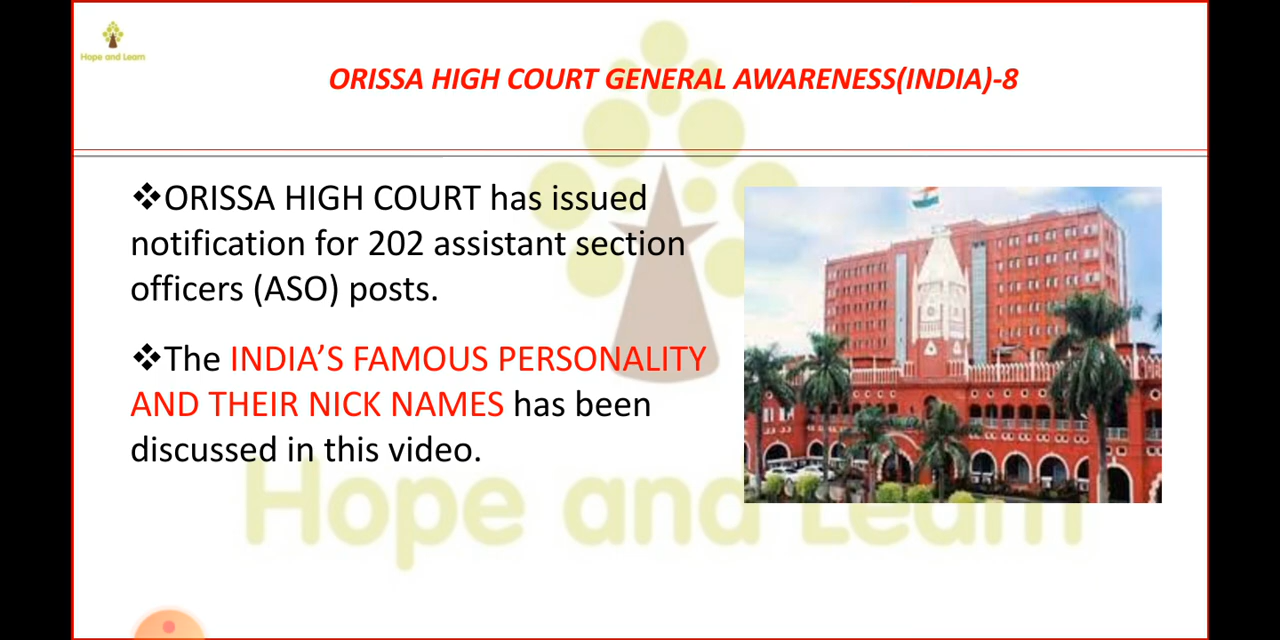 Hope and Learn
ORISSA HIGH COURT GENERAL AWARENESS(INDIA)-8
❖ORISSA HIGH COURT has issued
notification for 202 assistant section
officers (ASO) posts.
❖The INDIA’S FAMOUS PERSONALITY
AND THEIR NICK NAMES has been
discussed in this video.
Hope and Learn